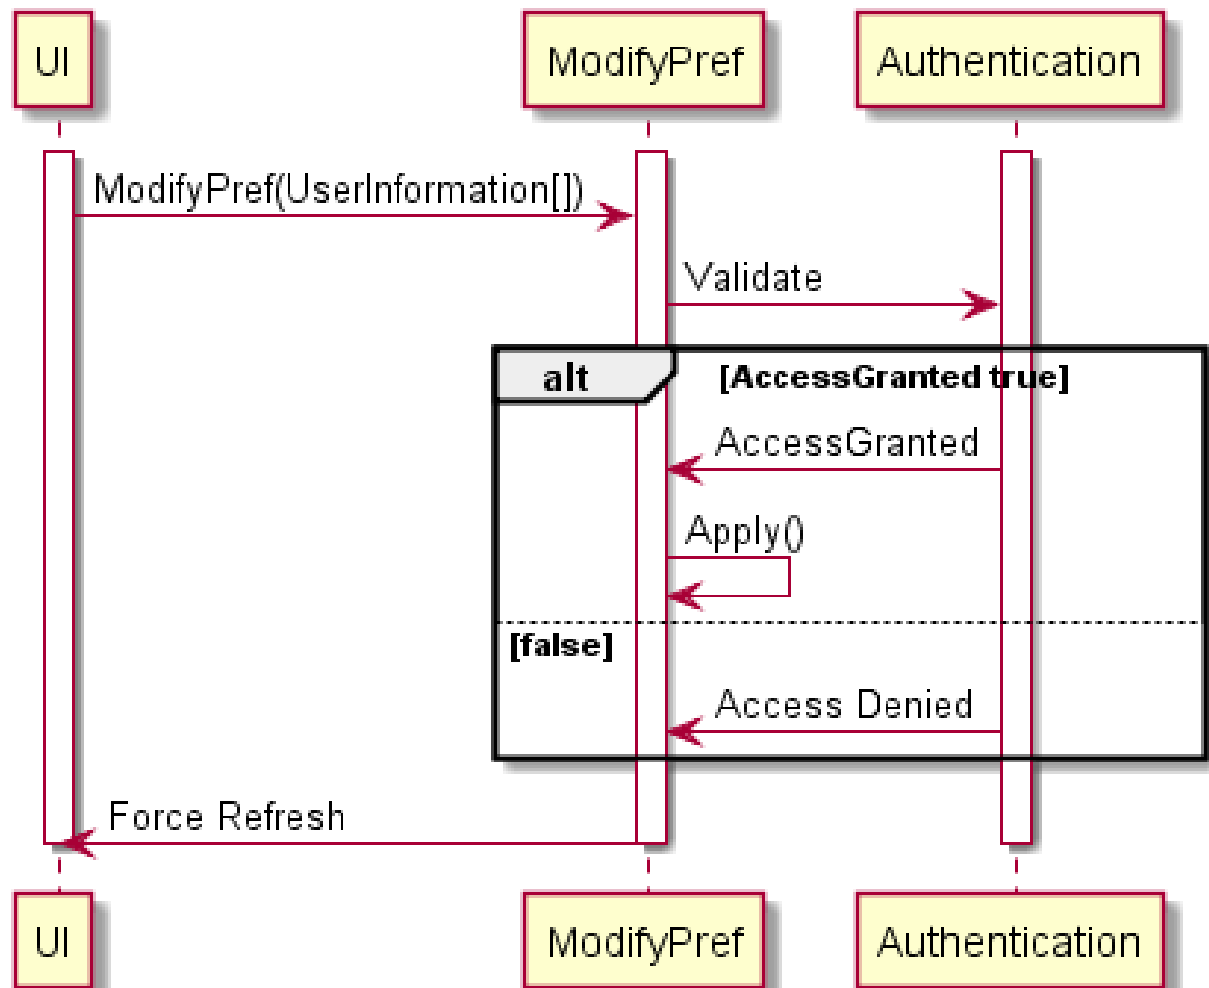 UI
ModifyPref
Authentication
ModifyPref(UserInformation[])
Validate
alt
[AccessGranted true]
AccessGranted
Apply()
[false]
Access Denied
Force Refresh
UI
ModifyPref
Authentication